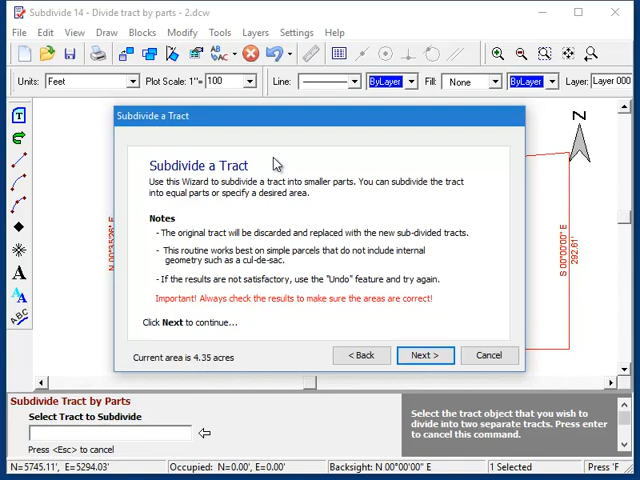 Subdivide 14 - Divide tract by parts - 2.dcw
File Edit View Draw Blocks Modify Tools Layers Settings Help
Units: Feet Plot Scale: 1"= 100 Line: ByLayer Fill: None ByLayer Layer: Layer 000
Subdivide a Tract
N
Subdivide a Tract
Use this Wizard to subdivide a tract into smaller parts. You can subdivide the tract
into equal parts or specify a desired area.
Notes
- The original tract will be discarded and replaced with the new sub-divided tracts.
- This routine works best on simple parcels that do not include internal
geometry such as a cul-de-sac.
- If the results are not satisfactory, use the "Undo" feature and try again.
Important! Always check the results to make sure the areas are correct!
Click Next to continue...
Current area is 4.35 acres
< Back Next > Cancel
N 00°35'26" E
S 00°00'00" E
292.61'
T
A
ABC
Subdivide Tract by Parts
Select Tract to Subdivide
Press <Esc> to cancel
Select the tract object that you wish to
divide into two separate tracts. Press enter
to cancel this command.
N=5745.11', E=5294.03' Occupied: N=0.00', E=0.00' Backsight: N 00°00'00" E 1 Selected Press 'F